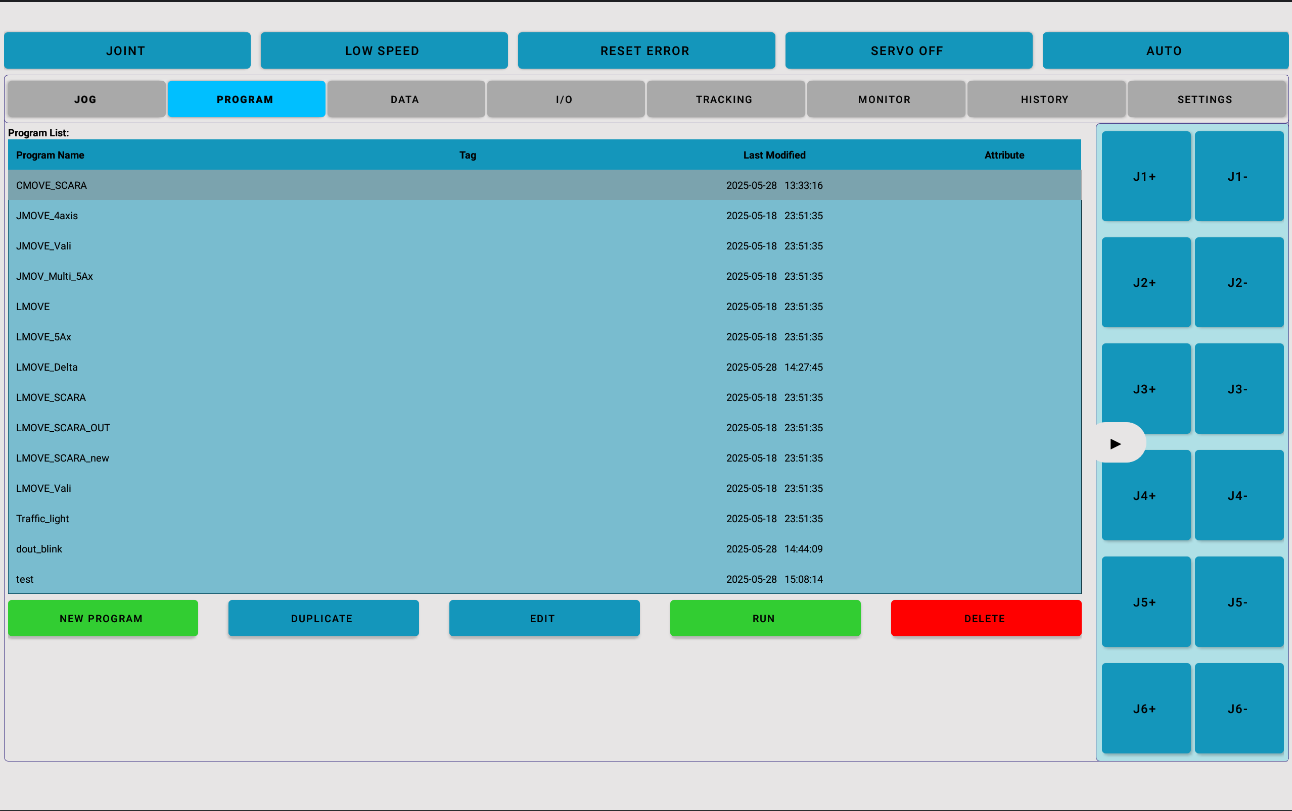 JOINT LOW SPEED RESET ERROR SERVO OFF AUTO
JOG PROGRAM DATA I/O TRACKING MONITOR HISTORY SETTINGS
Program List:
Program Name Tag Last Modified Attribute
CMOVE_SCARA 2025-05-28 13:33:16
JMOVE_4axis 2025-05-18 23:51:35
JMOVE_Vali 2025-05-18 23:51:35
JMOV_Multi_5Ax 2025-05-18 23:51:35
LMOVE 2025-05-18 23:51:35
LMOVE_5Ax 2025-05-18 23:51:35
LMOVE_Delta 2025-05-28 14:27:45
LMOVE_SCARA 2025-05-18 23:51:35
LMOVE_SCARA_OUT 2025-05-18 23:51:35
LMOVE_SCARA_new 2025-05-18 23:51:35
LMOVE_Vali 2025-05-18 23:51:35
Traffic_light 2025-05-18 23:51:35
dout_blink 2025-05-28 14:44:09
test 2025-05-28 15:08:14
NEW PROGRAM DUPLICATE EDIT RUN DELETE
J1+ J1-
J2+ J2-
J3+ J3-
J4+ J4-
J5+ J5-
J6+ J6-